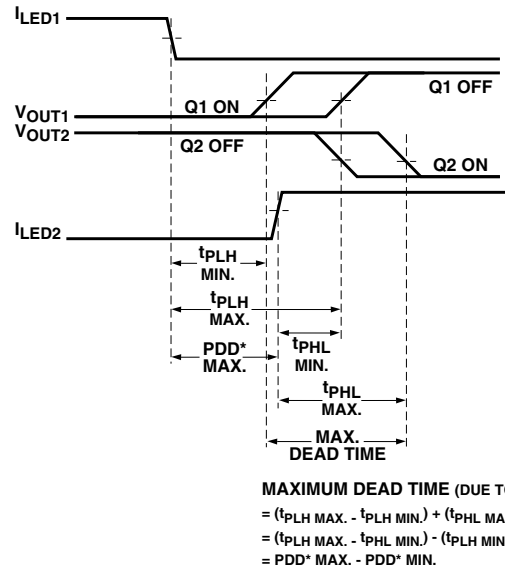 ILED1
VOUT1
Q1 ON
Q1 OFF
VOUT2
Q2 OFF
Q2 ON
ILED2
tPLH
MIN.
tPLH
MAX.
PDD*
MAX.
tPHL
MIN.
tPHL
MAX.
MAX.
DEAD TIME
MAXIMUM DEAD TIME (DUE
= (tPLH MAX. - tPLH MIN.) + (tPHL
= (tPLH MAX. - tPHL MIN.) - (tPLH MIN
= PDD* MAX. - PDD* MIN.